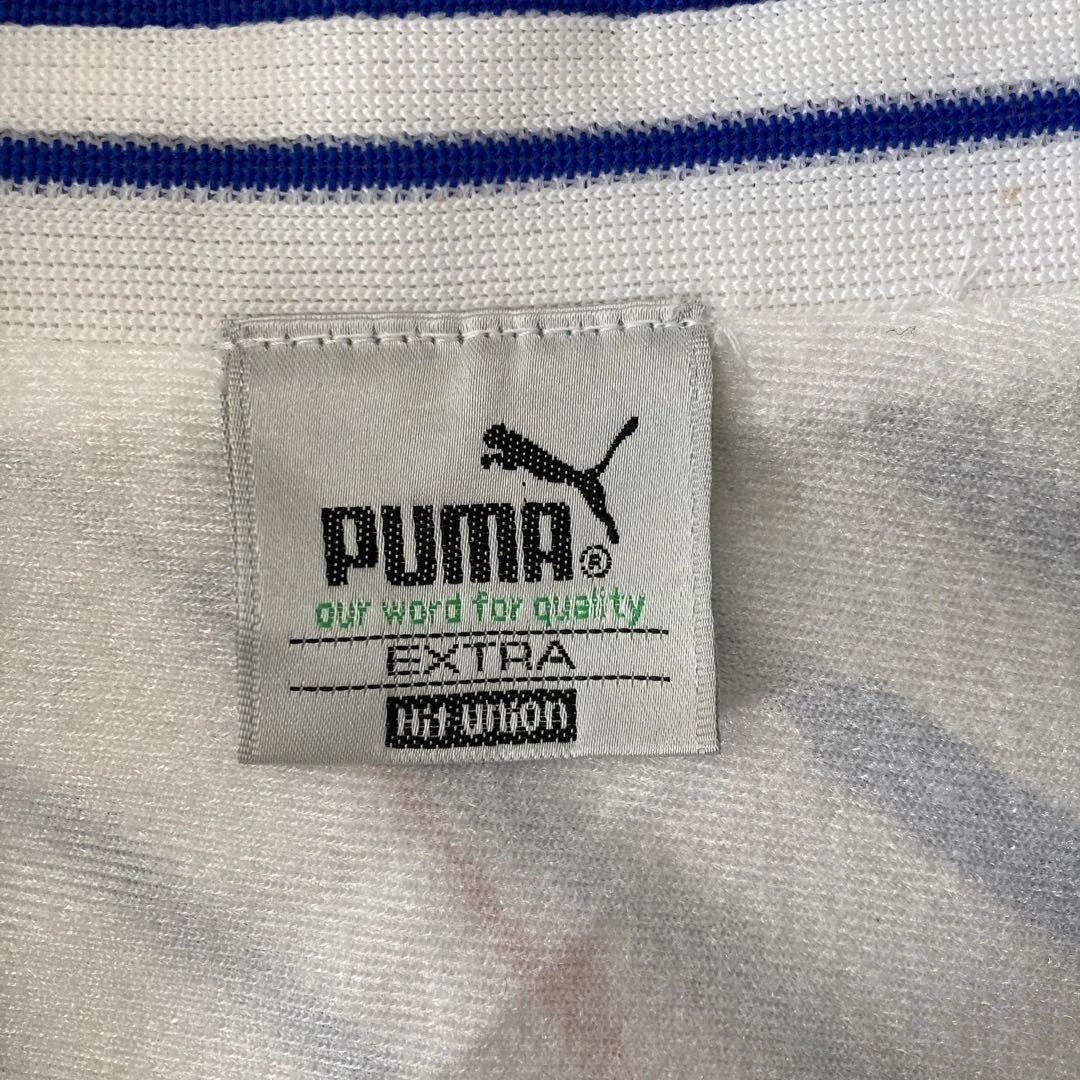 PUMA®
our word for quality
EXTRA
Hit union